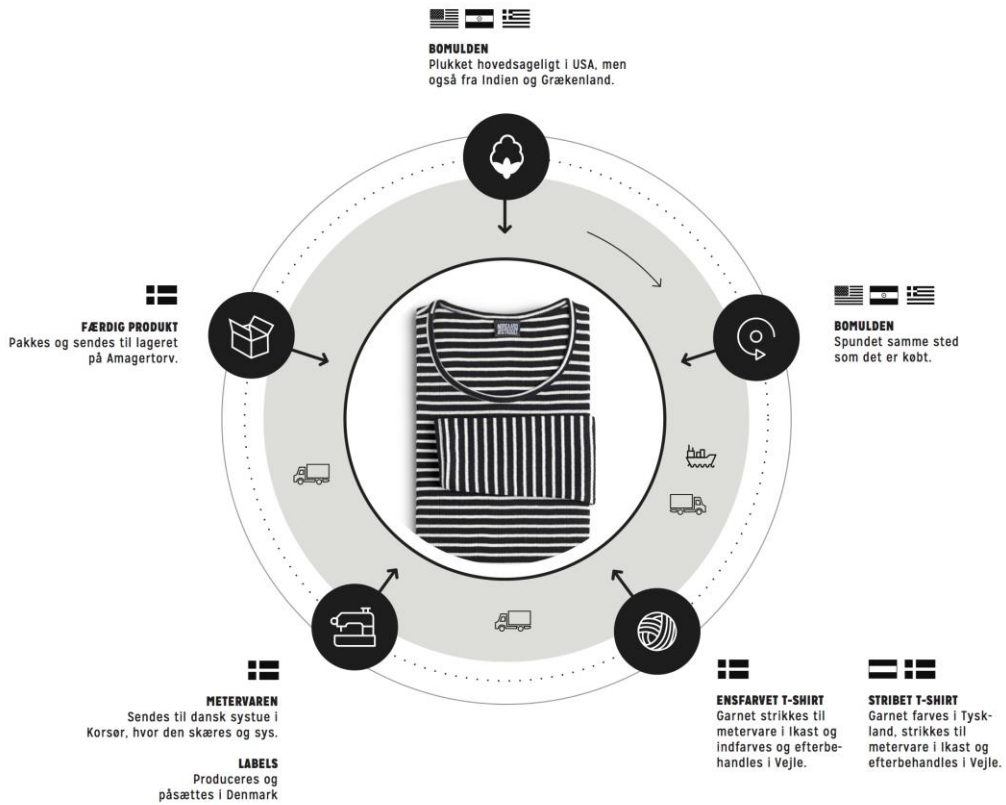 BOMULDEN
Plukket hovedsageligt i USA, men
også fra Indien og Grækenland.
BOMULDEN
Spundet samme sted
som det er købt.
ENSFARVET T-SHIRT
Garnet strikkes til
metervare i Ikast og
indfarves og efterbe-
handles i Vejle.
STRIBET T-SHIRT
Garnet farves i Tysk-
land, strikkes til
metervare i Ikast og
efterbehandles i Vejle.
METERVAREN
Sendes til dansk systue i
Korsør, hvor den skæres og sys.
LABELS
Produceres og
påsættes i Denmark
FÆRDIG PRODUKT
Pakkes og sendes til lageret
på Amagertorv.